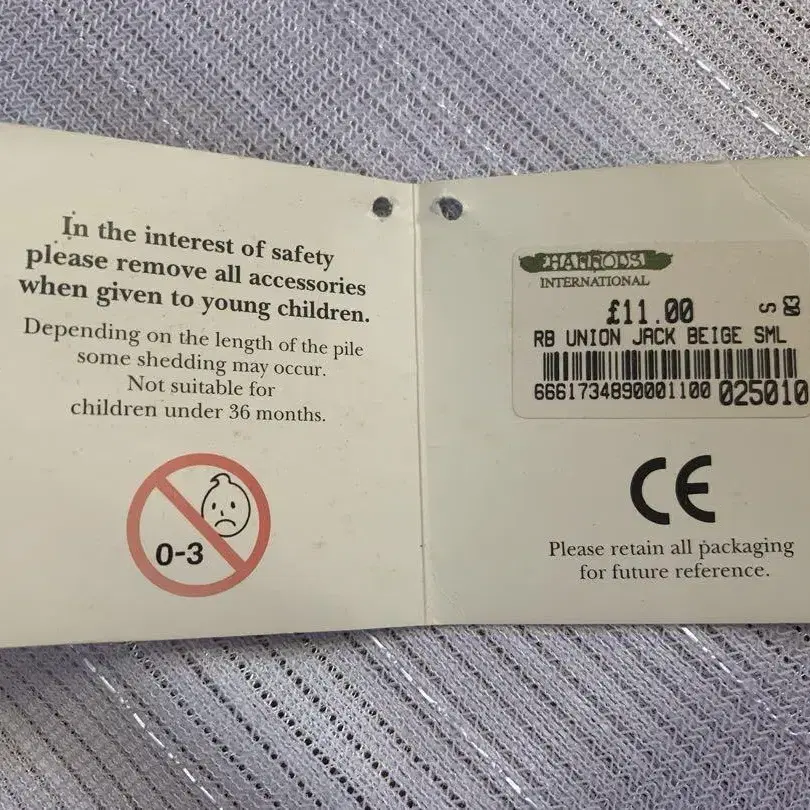 In the interest of safety
please remove all accessories
when given to young children.
Depending on the length of the pile
some shedding may occur.
Not suitable for
children under 36 months.
0-3
HARRODS
INTERNATIONAL
£11.00
RB UNION JACK BEIGE SML
6661734890001100 025010
CE
Please retain all packaging
for future reference.